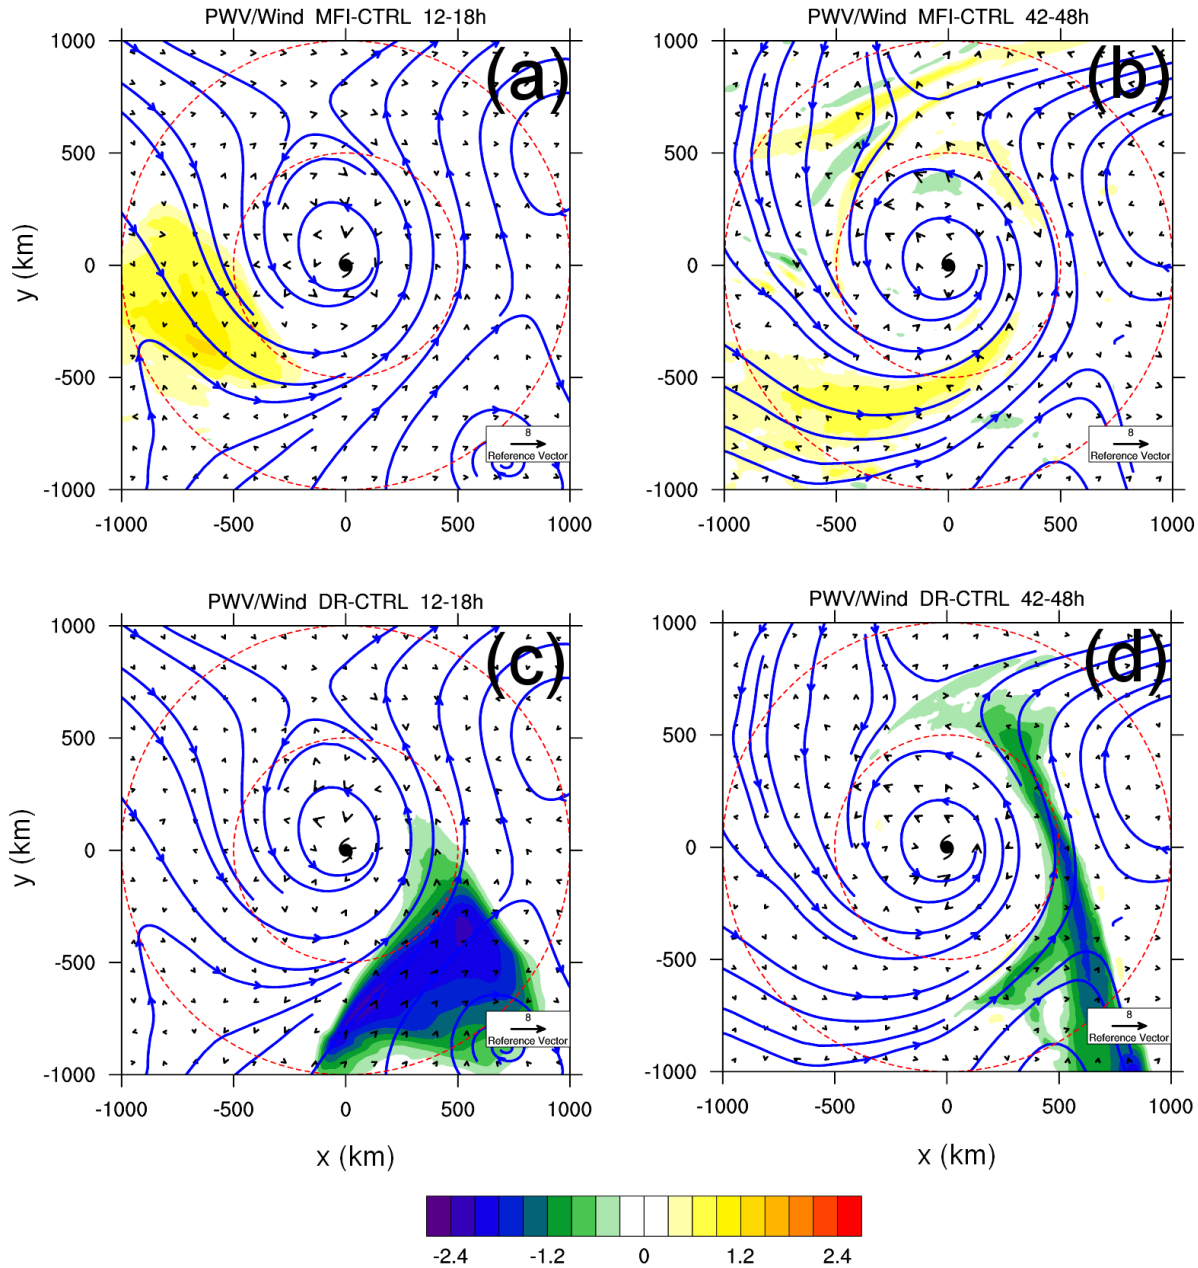 PWV/Wind MFI-CTRL 12-18h
PWV/Wind MFI-CTRL 42-48h
(a)
(b)
1000
500
0
-500
-1000
y (km)
8
Reference Vector
-1000 -500 0 500 1000
1000
500
0
-500
-1000
8
Reference Vector
-1000 -500 0 500 1000
PWV/Wind DR-CTRL 12-18h
PWV/Wind DR-CTRL 42-48h
(c)
(d)
1000
500
0
-500
-1000
y (km)
8
Reference Vector
-1000 -500 0 500 1000
x (km)
1000
500
0
-500
-1000
8
Reference Vector
-1000 -500 0 500 1000
x (km)
-2.4 -1.2 0 1.2 2.4